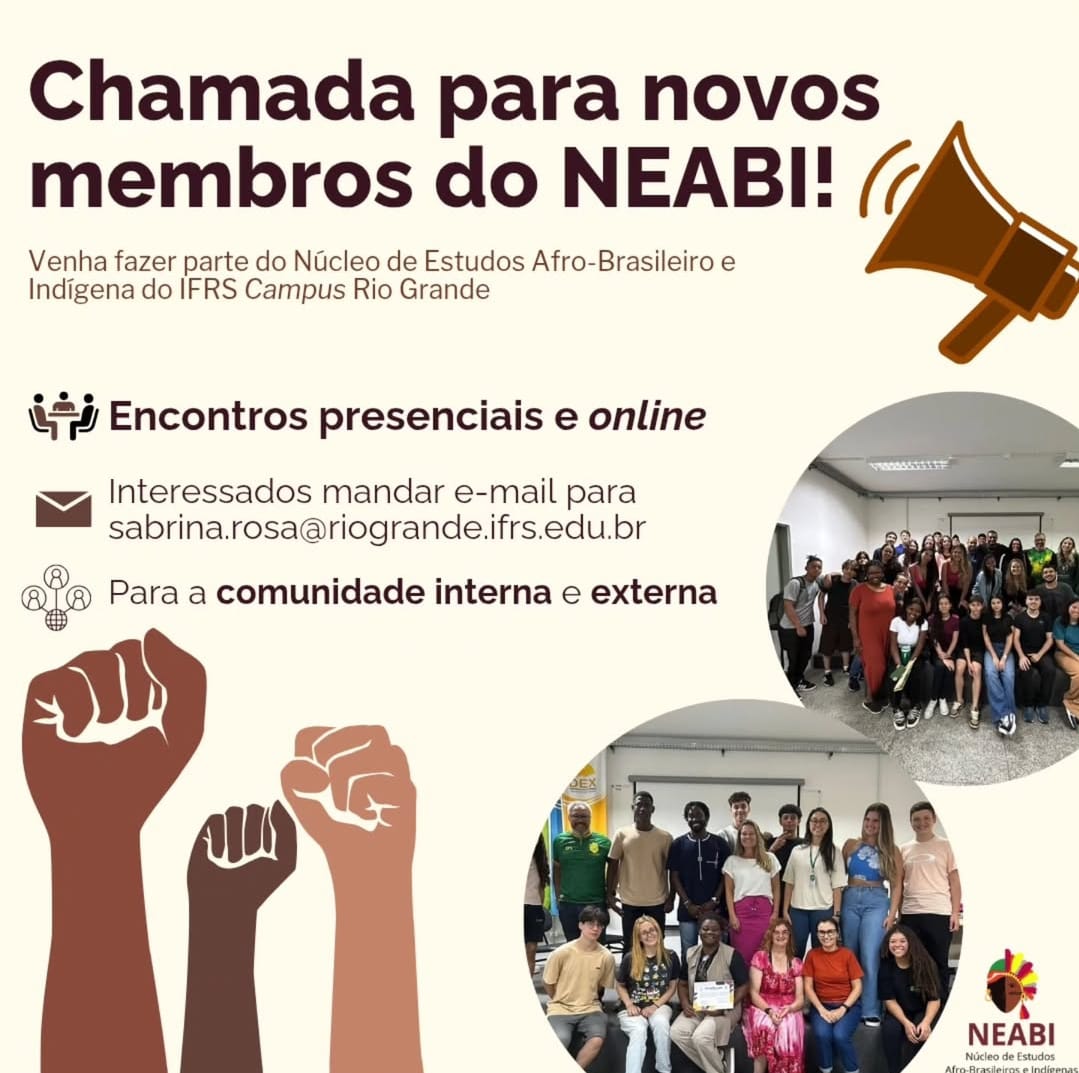 Chamada para novos
membros do NEABI!
Venha fazer parte do Núcleo de Estudos Afro-Brasileiro e
Indígena do IFRS Campus Rio Grande
Encontros presenciais e online
Interessados mandar e-mail para
sabrina.rosa@riogrande.ifrs.edu.br
Para a comunidade interna e externa
DEX
NEABI
Núcleo de Estudos
Afro-Brasileiros e Indígenas